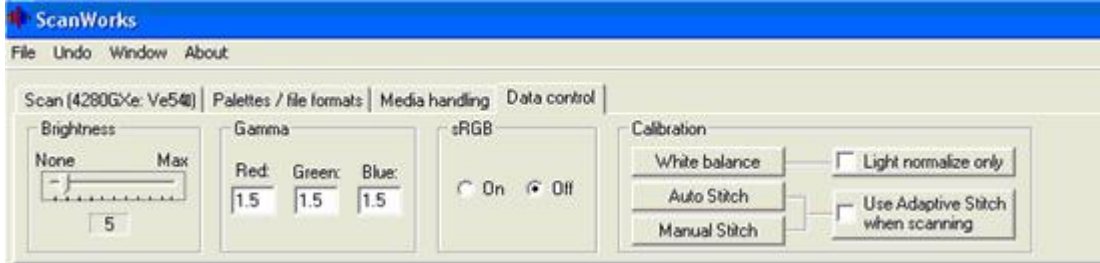 ScanWorks
File Undo Window About
Scan (4280GXe: Ve548) Palettes / file formats Media handling Data control
Brightness
None Max
5
Gamma
Red: Green: Blue:
1.5 1.5 1.5
sRGB
On Off
Calibration
White balance
Light normalize only
Auto Stitch
Manual Stitch
Use Adaptive Stitch
when scanning